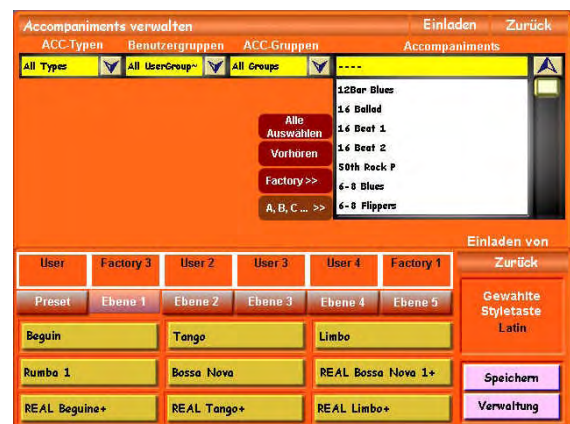 Accompaniments verwalten Einladen Zurück
ACC-Typen Benutzergruppen ACC-Gruppen Accompaniments
All Types All UserGroup~ All Groups ----
12Bar Blues
16 Ballad
16 Beat 1
16 Beat 2
50th Rock P
6-8 Blues
6-8 Flippers
Alle
Auswählen
Vorhören
Factory >>
A, B, C ... >>
Einladen von
User Factory 3 User 2 User 3 User 4 Factory 1 Zurück
Preset Ebene 1 Ebene 2 Ebene 3 Ebene 4 Ebene 5
Gewählte
Styletaste
Latin
Beguin Tango Limbo
Rumba 1 Bossa Nova REAL Bossa Nova 1+
REAL Beguine+ REAL Tango+ REAL Limbo+
Speichern
Verwaltung